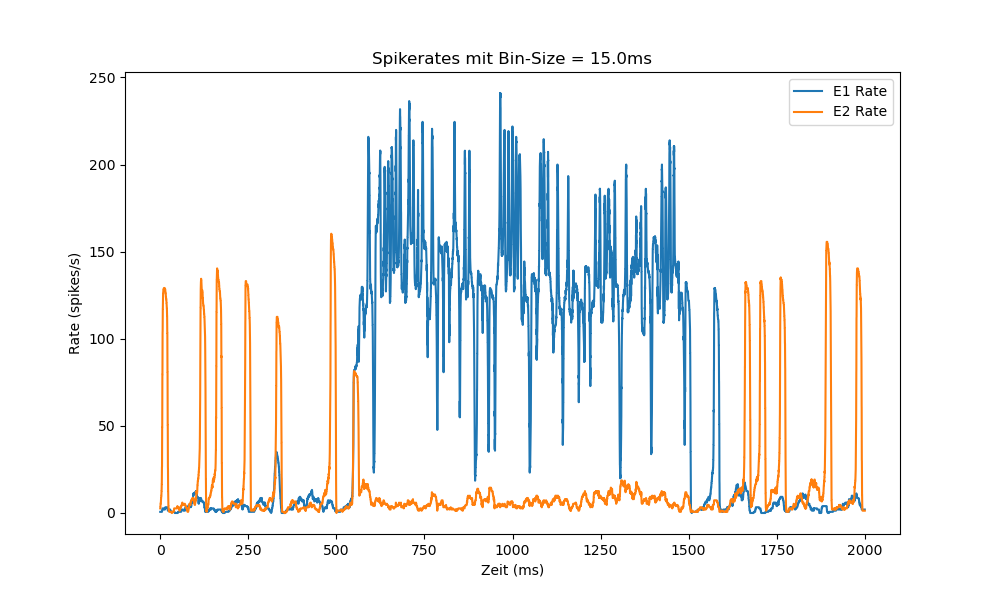 Spikerates mit Bin-Size = 15.0ms
E1 Rate
E2 Rate
Rate (spikes/s)
250
200
150
100
50
0
0 250 500 750 1000 1250 1500 1750 2000
Zeit (ms)